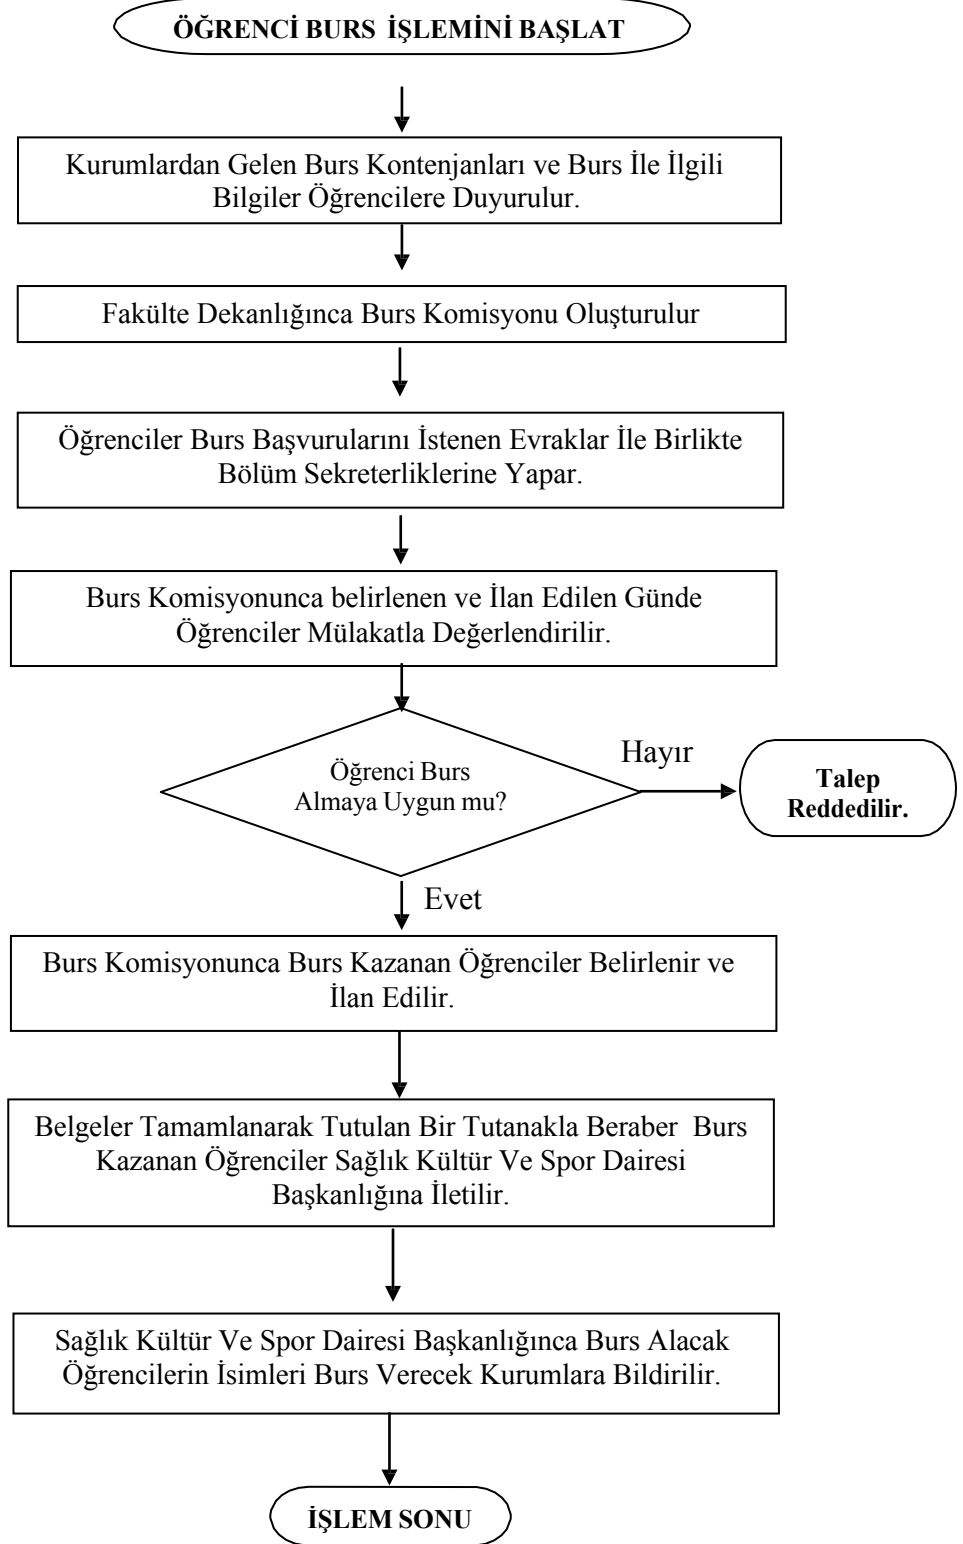 ÖĞRENCİ BURS İŞLEMİNİ BAŞLAT
Kurumlardan Gelen Burs Kontenjanları ve Burs İle İlgili
Bilgiler Öğrencilere Duyurulur.
Fakülte Dekanlığınca Burs Komisyonu Oluşturulur
Öğrenciler Burs Başvurularını İstenen Evraklar İle Birlikte
Bölüm Sekreterliklerine Yapar.
Burs Komisyonunca belirlenen ve İlan Edilen Günde
Öğrenciler Mülakatla Değerlendirilir.
Öğrenci Burs
Almaya Uygun mu?
Hayır
Talep
Reddedilir.
Evet
Burs Komisyonunca Burs Kazanan Öğrenciler Belirlenir ve
İlan Edilir.
Belgeler Tamamlanarak Tutulan Bir Tutanakla Beraber Burs
Kazanan Öğrenciler Sağlık Kültür Ve Spor Dairesi
Başkanlığına İletilir.
Sağlık Kültür Ve Spor Dairesi Başkanlığınca Burs Alacak
Öğrencilerin İsimleri Burs Verecek Kurumlara Bildirilir.
İŞLEM SONU